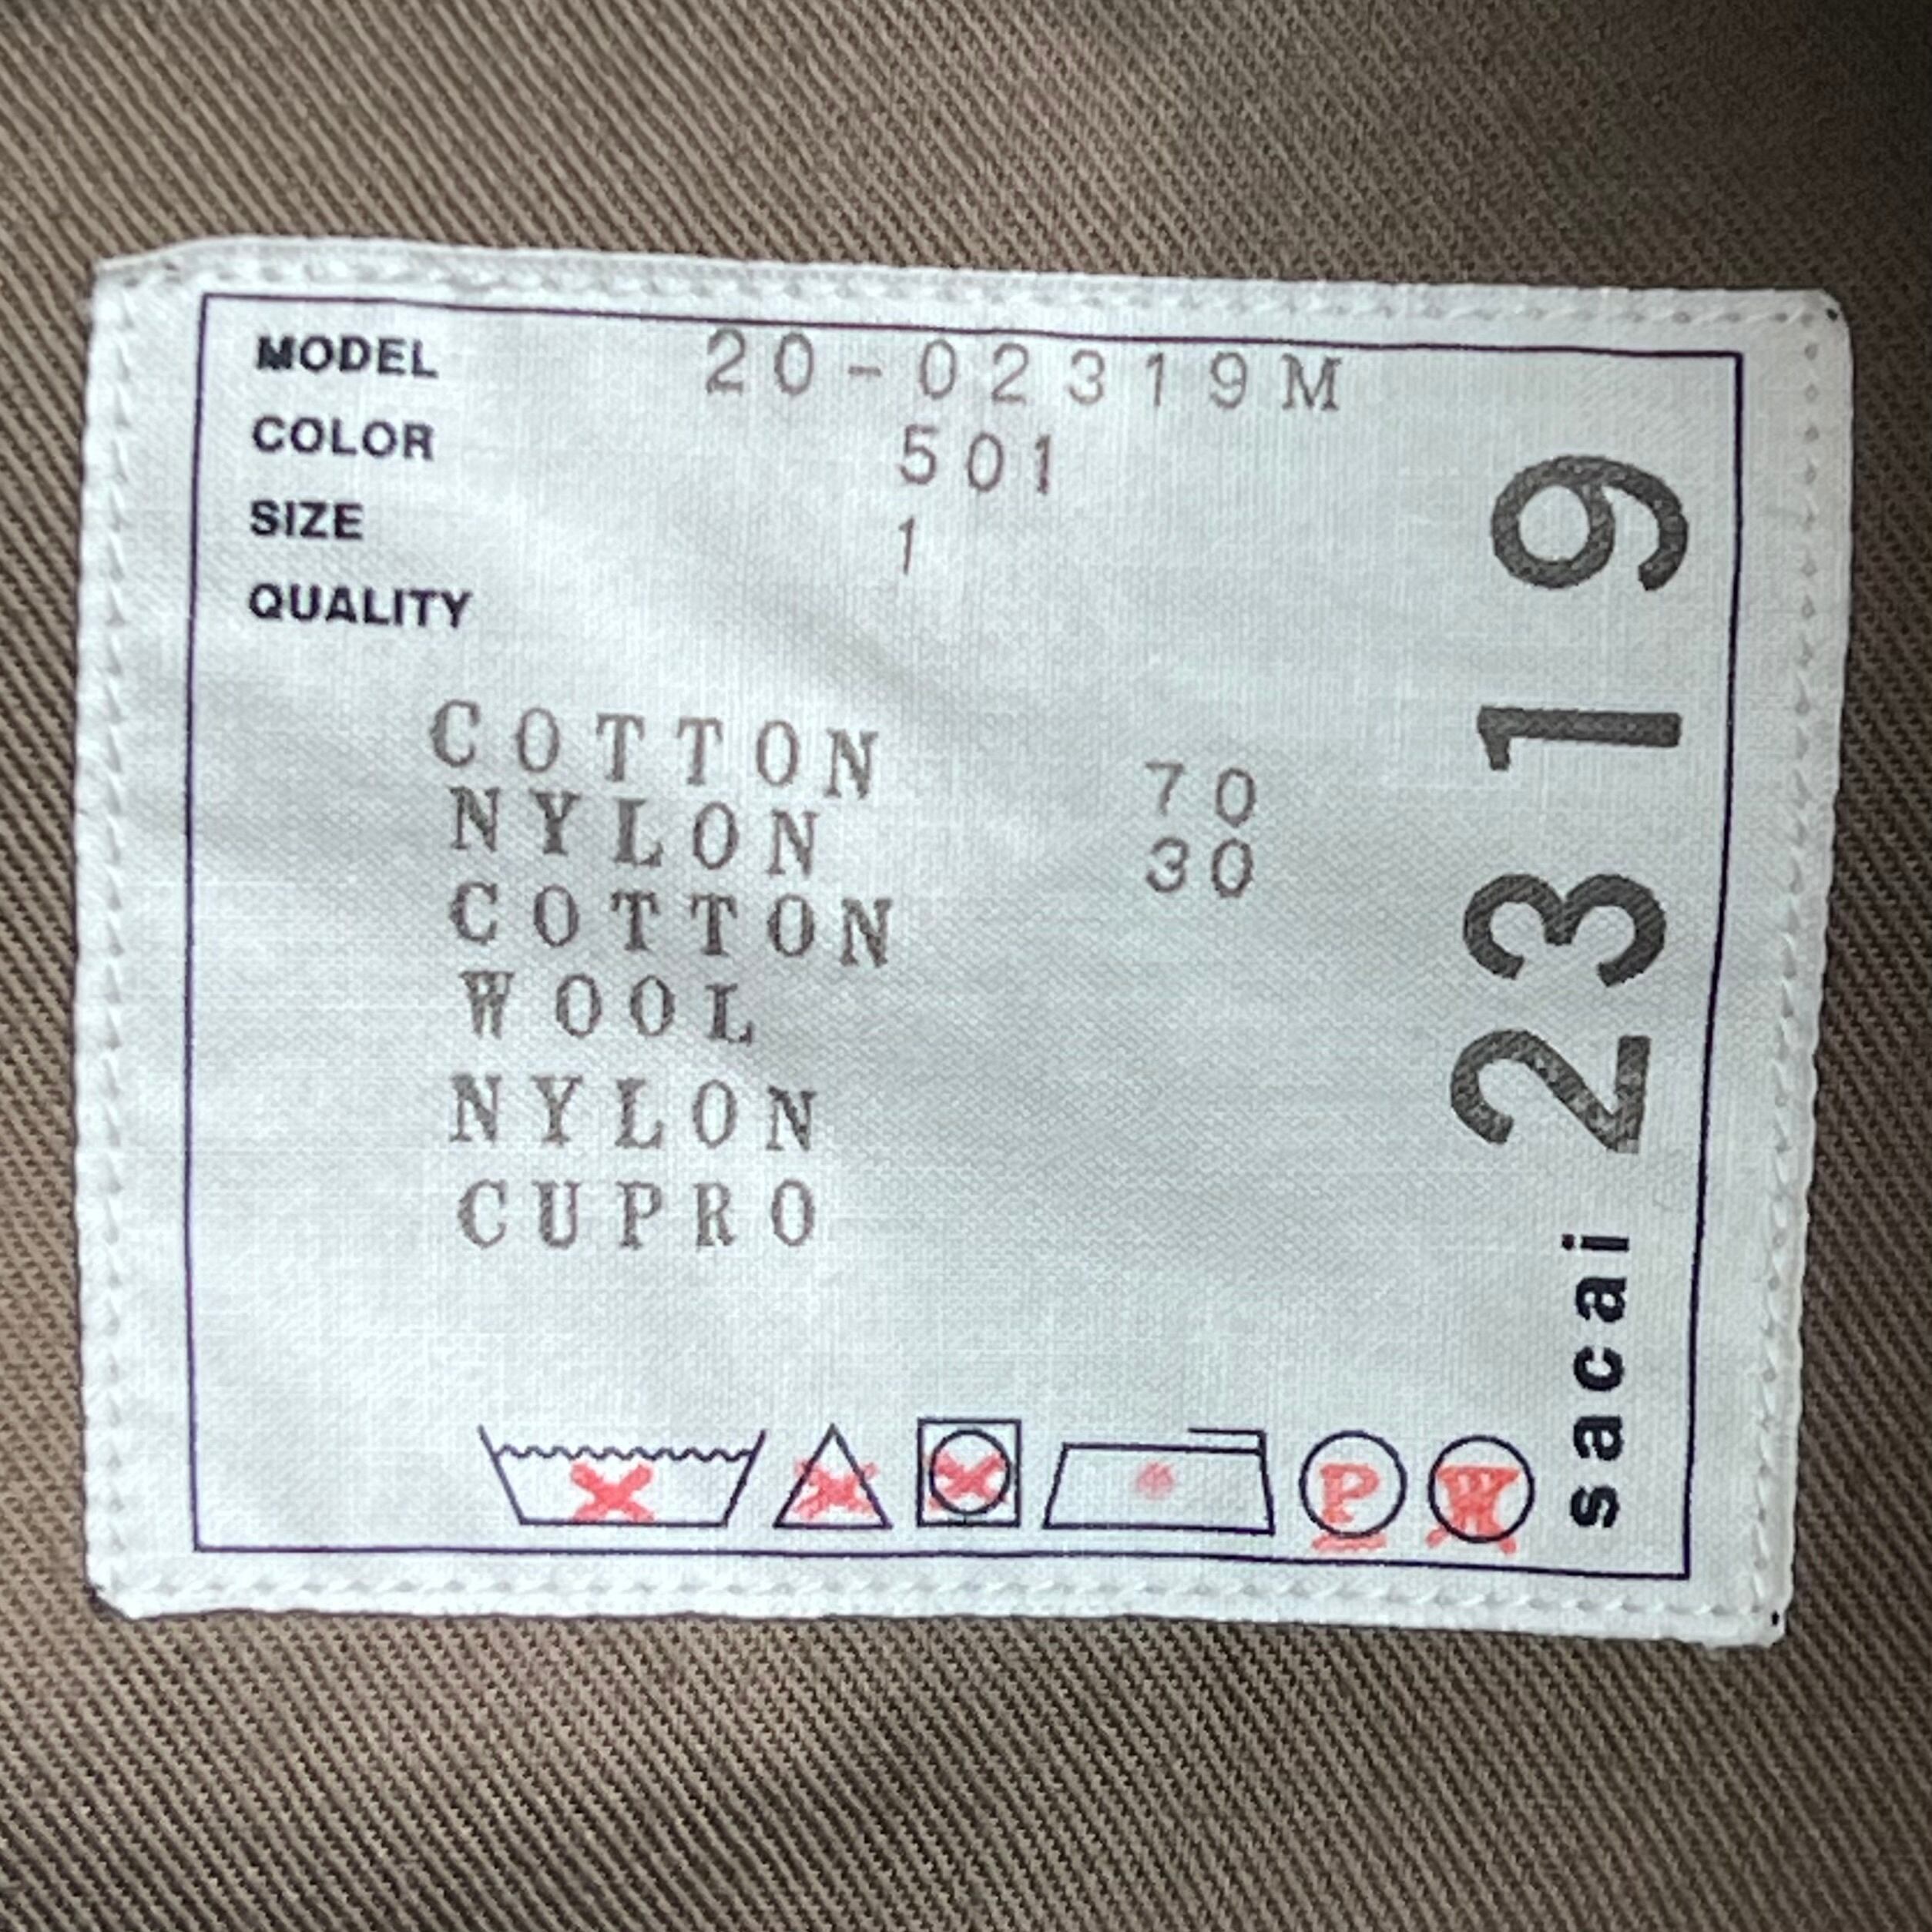 MODEL 20-02319M
COLOR 501
SIZE 1
QUALITY
COTTON 70
NYLON 30
COTTON
WOOL
NYLON
CUPRO
P
W
sacai 2319